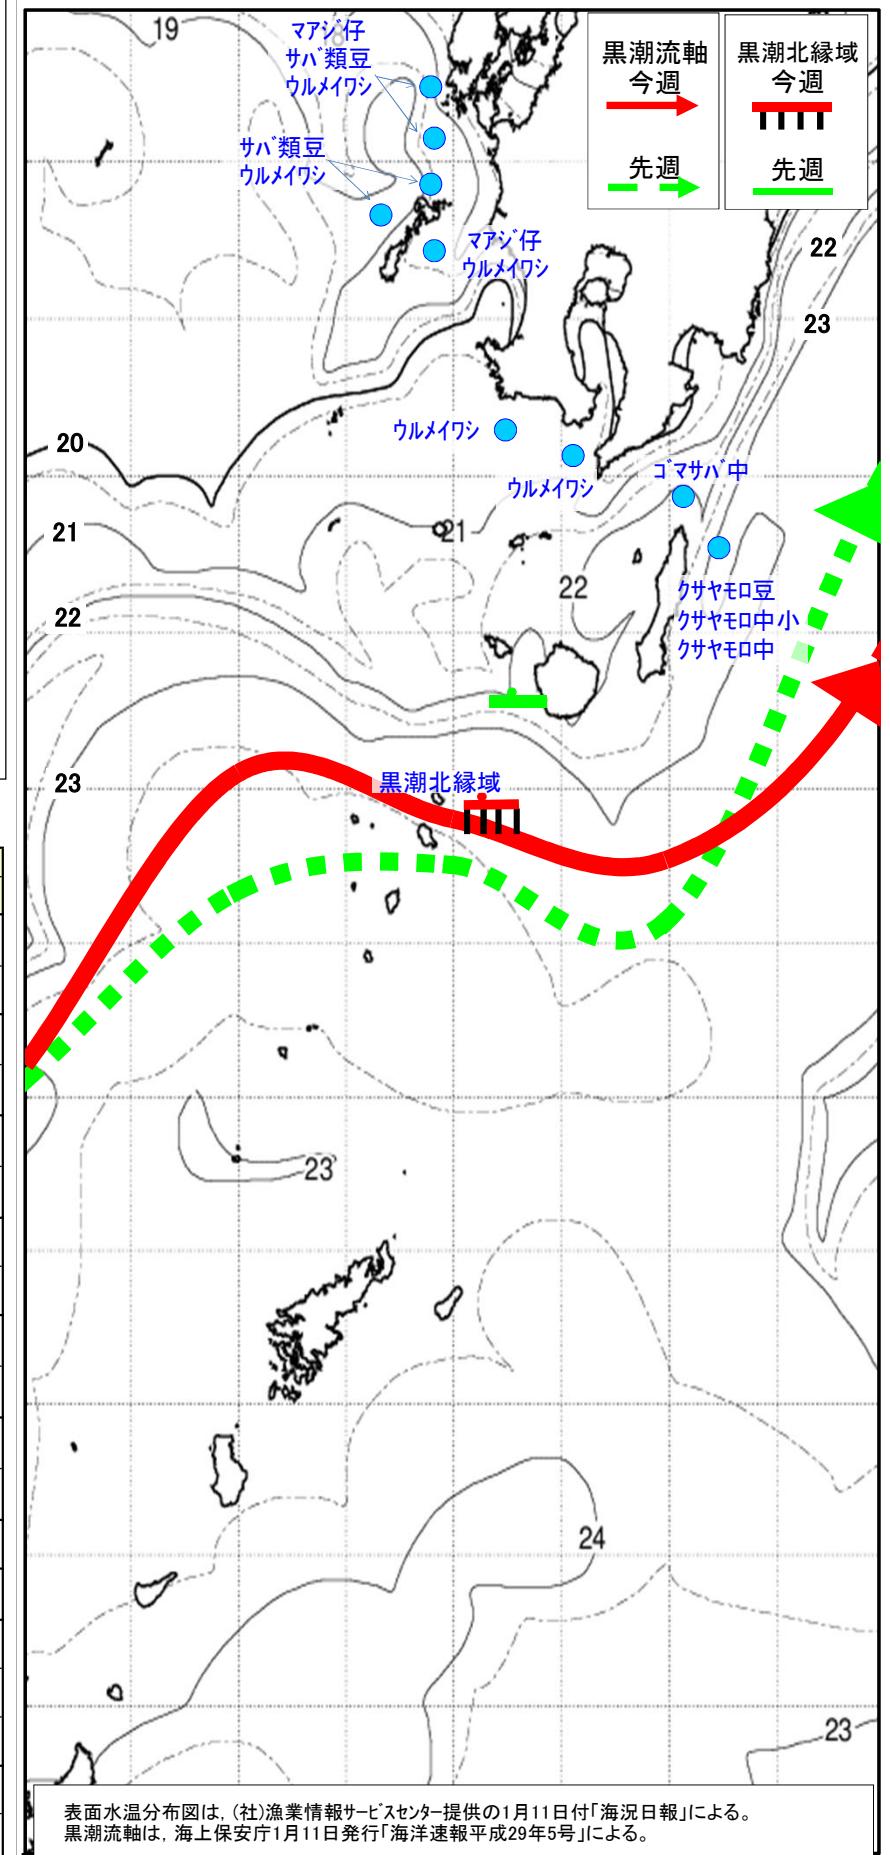 19
18
マアジ仔
サバ類豆
ウルメイワシ
サバ類豆
ウルメイワシ
マアジ仔
ウルメイワシ
黒潮流軸
今週
先週
黒潮北縁域
今週
先週
22
23
ウルメイワシ
ウルメイワシ
ゴマサバ中
20
21
21
22
クサヤモロ豆
クサヤモロ中小
クサヤモロ中
22
23
黒潮北縁域
23
24
23
表面水温分布図は,(社)漁業情報サービスセンター提供の1月11日付「海況日報」による。
黒潮流軸は,海上保安庁1月11日発行「海洋速報平成29年5号」による。